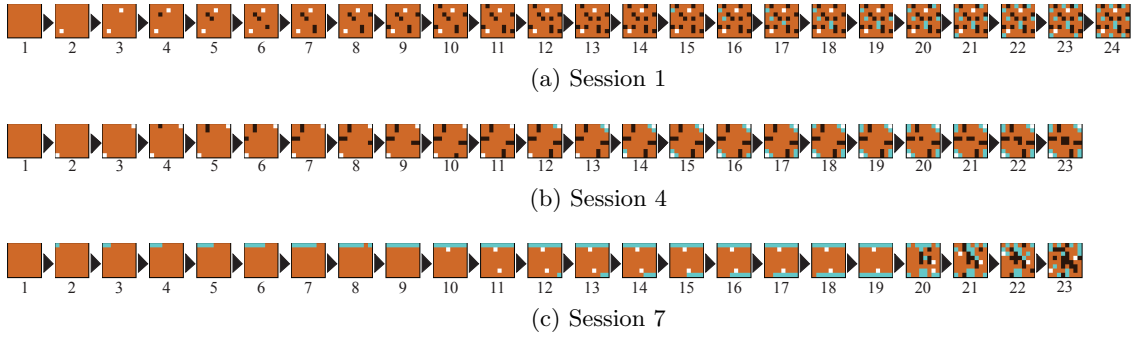 1 2 3 4 5 6 7 8 9 10 11 12 13 14 15 16 17 18 19 20 21 22 23 24
(a) Session 1
1 2 3 4 5 6 7 8 9 10 11 12 13 14 15 16 17 18 19 20 21 22 23
(b) Session 4
1 2 3 4 5 6 7 8 9 10 11 12 13 14 15 16 17 18 19 20 21 22 23
(c) Session 7